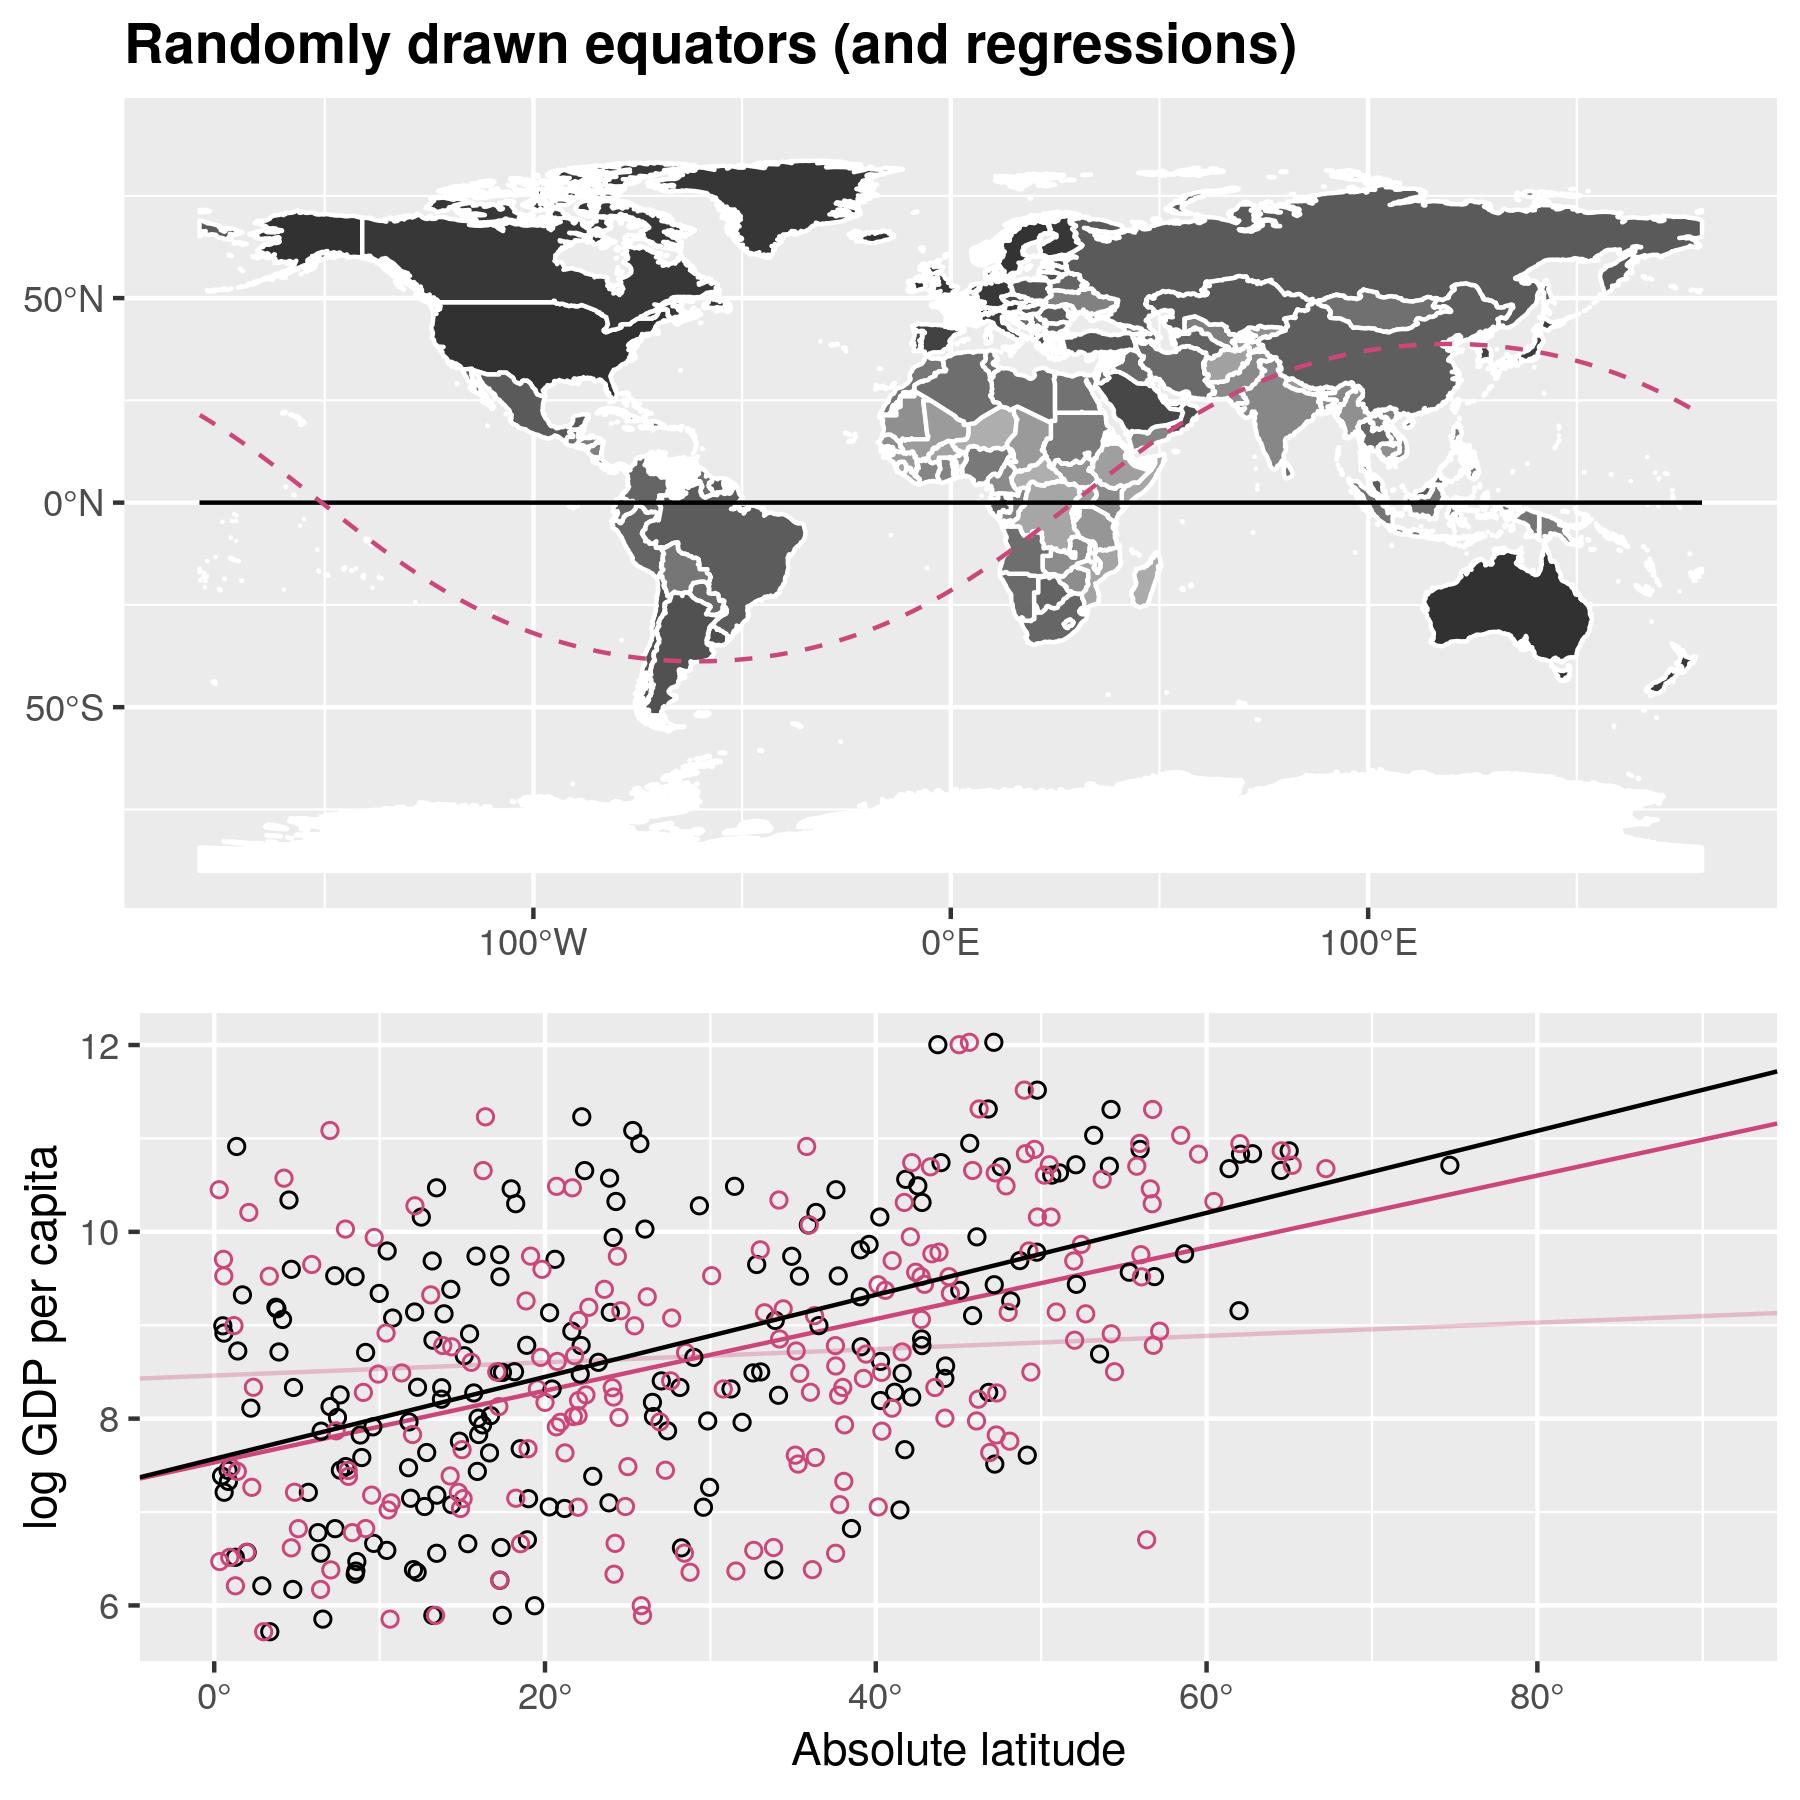 Randomly drawn equators (and regressions)
50°N
0°N
50°S
100°W
0°E
100°E
12
10
8
6
log GDP per capita
0°
20°
40°
60°
80°
Absolute latitude